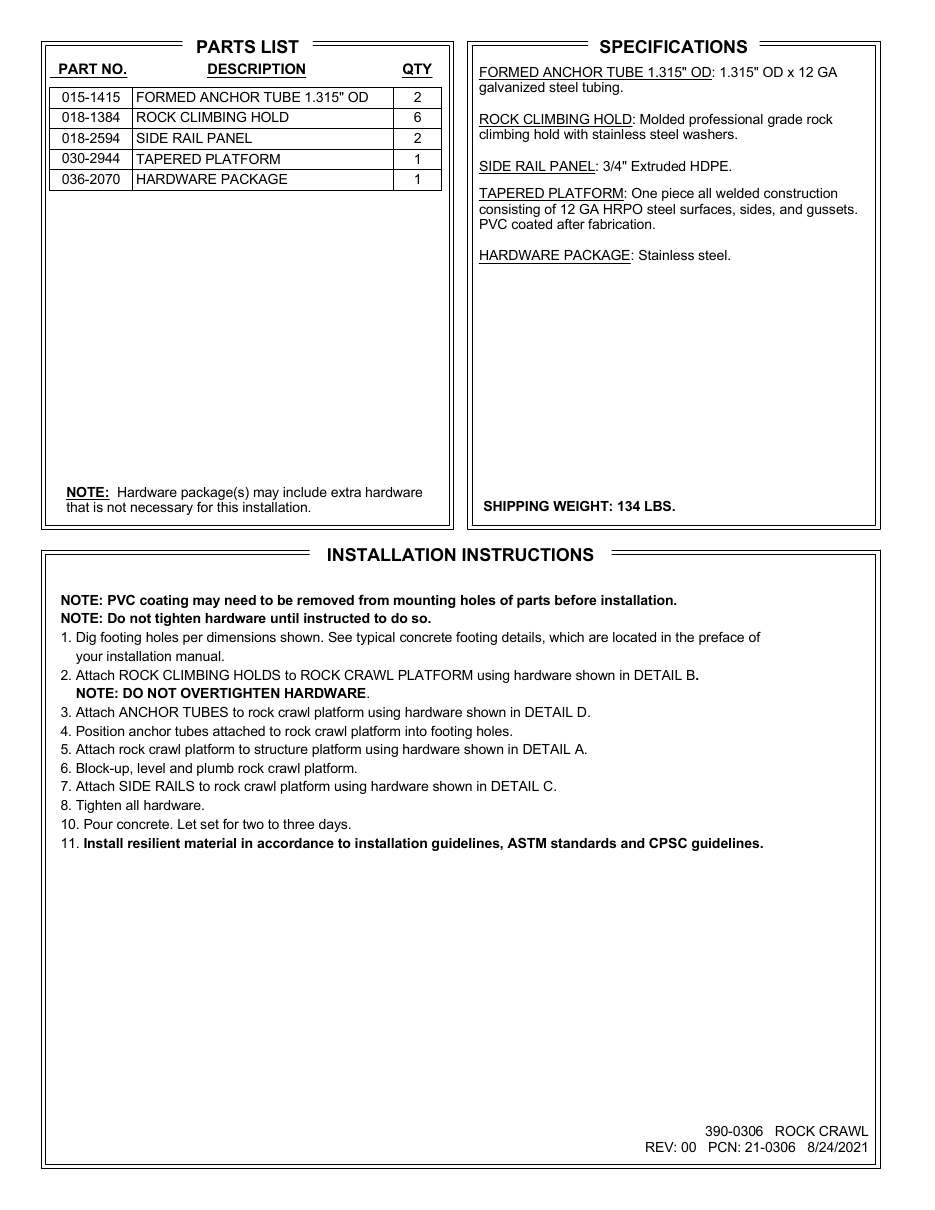 PARTS LIST
PART NO. DESCRIPTION QTY
015-1415 FORMED ANCHOR TUBE 1.315" OD 2
018-1384 ROCK CLIMBING HOLD 6
018-2594 SIDE RAIL PANEL 2
030-2944 TAPERED PLATFORM 1
036-2070 HARDWARE PACKAGE 1
NOTE: Hardware package(s) may include extra hardware
that is not necessary for this installation.
SPECIFICATIONS
FORMED ANCHOR TUBE 1.315" OD: 1.315" OD x 12 GA
galvanized steel tubing.
ROCK CLIMBING HOLD: Molded professional grade rock
climbing hold with stainless steel washers.
SIDE RAIL PANEL: 3/4" Extruded HDPE.
TAPERED PLATFORM: One piece all welded construction
consisting of 12 GA HRPO steel surfaces, sides, and gussets.
PVC coated after fabrication.
HARDWARE PACKAGE: Stainless steel.
SHIPPING WEIGHT: 134 LBS.
INSTALLATION INSTRUCTIONS
NOTE: PVC coating may need to be removed from mounting holes of parts before installation.
NOTE: Do not tighten hardware until instructed to do so.
1. Dig footing holes per dimensions shown. See typical concrete footing details, which are located in the preface of
your installation manual.
2. Attach ROCK CLIMBING HOLDS to ROCK CRAWL PLATFORM using hardware shown in DETAIL B.
NOTE: DO NOT OVERTIGHTEN HARDWARE.
3. Attach ANCHOR TUBES to rock crawl platform using hardware shown in DETAIL D.
4. Position anchor tubes attached to rock crawl platform into footing holes.
5. Attach rock crawl platform to structure platform using hardware shown in DETAIL A.
6. Block-up, level and plumb rock crawl platform.
7. Attach SIDE RAILS to rock crawl platform using hardware shown in DETAIL C.
8. Tighten all hardware.
10. Pour concrete. Let set for two to three days.
11. Install resilient material in accordance to installation guidelines, ASTM standards and CPSC guidelines.
390-0306 ROCK CRAWL
REV: 00 PCN: 21-0306 8/24/2021